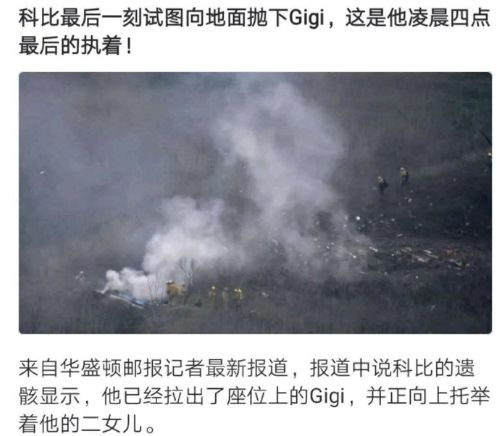 科比最后一刻试图向地面抛下Gigi，这是他凌晨四点
最后的执着！
来自华盛顿邮报记者最新报道，报道中说科比的遗
骸显示，他已经拉出了座位上的Gigi，并正向上托举
着他的二女儿。